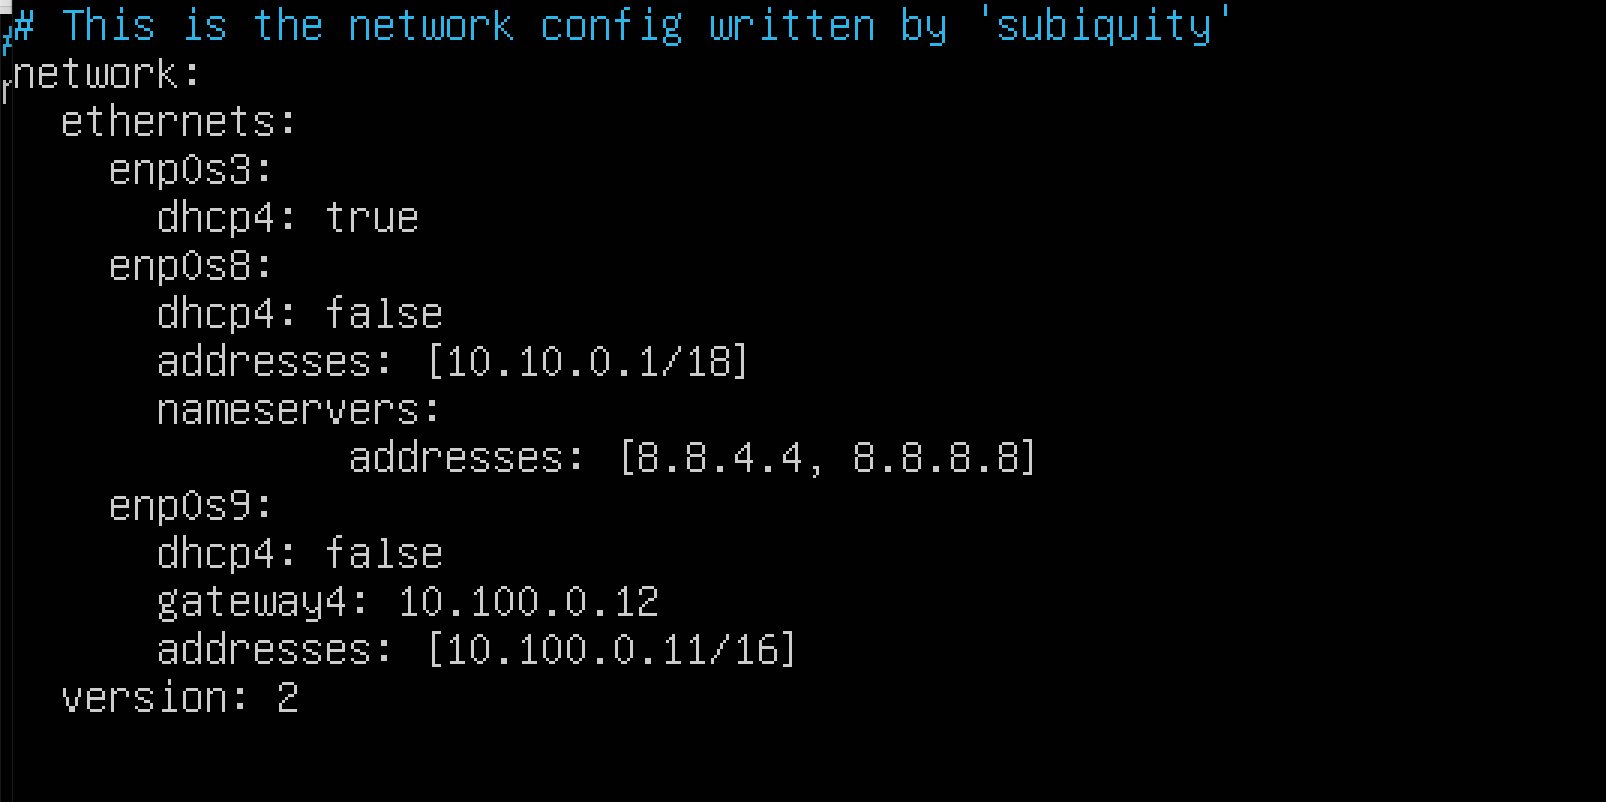 # This is the network config written by 'subiquity'
network:
  ethernets:
    enp0s3:
      dhcp4: true
    enp0s8:
      dhcp4: false
      addresses: [10.10.0.1/18]
      nameservers:
              addresses: [8.8.4.4, 8.8.8.8]
    enp0s9:
      dhcp4: false
      gateway4: 10.100.0.12
      addresses: [10.100.0.11/16]
  version: 2